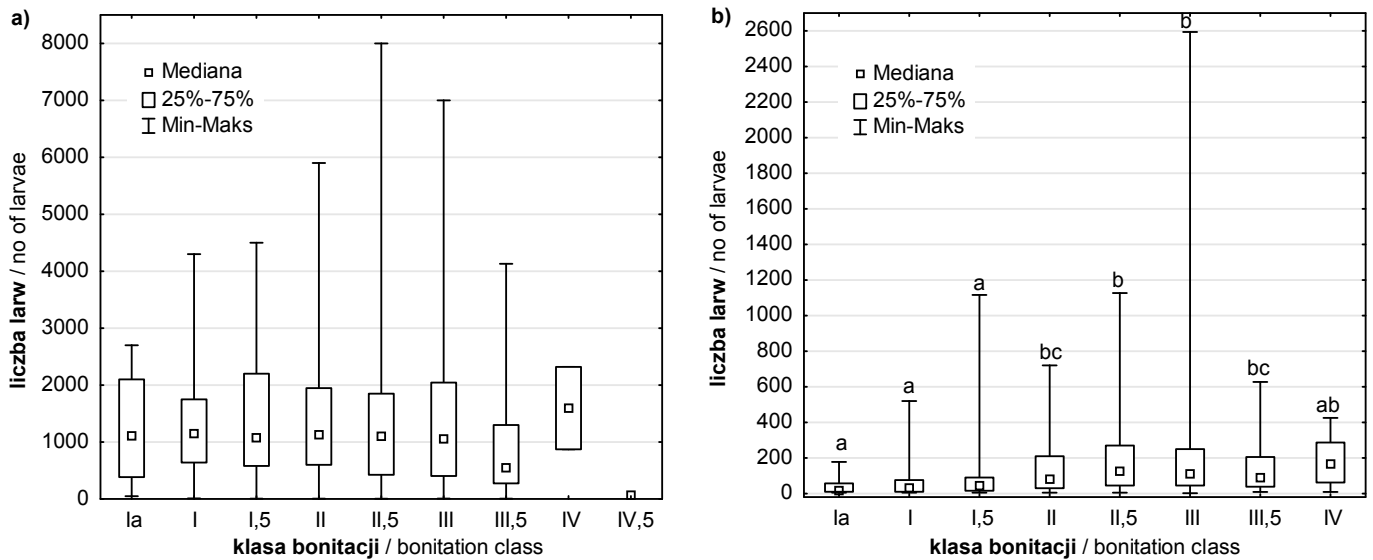 a)
8000
7000
6000
5000
4000
3000
2000
1000
0
liczba larw / no of larvae
Mediana
25%-75%
Min-Maks
Ia I I,5 II II,5 III III,5 IV IV,5
klasa bonitacji / bonitation class
b)
2600
2400
2200
2000
1800
1600
1400
1200
1000
800
600
400
200
0
liczba larw / no of larvae
Mediana
25%-75%
Min-Maks
a a a bc b b bc ab
Ia I I,5 II II,5 III III,5 IV
klasa bonitacji / bonitation class